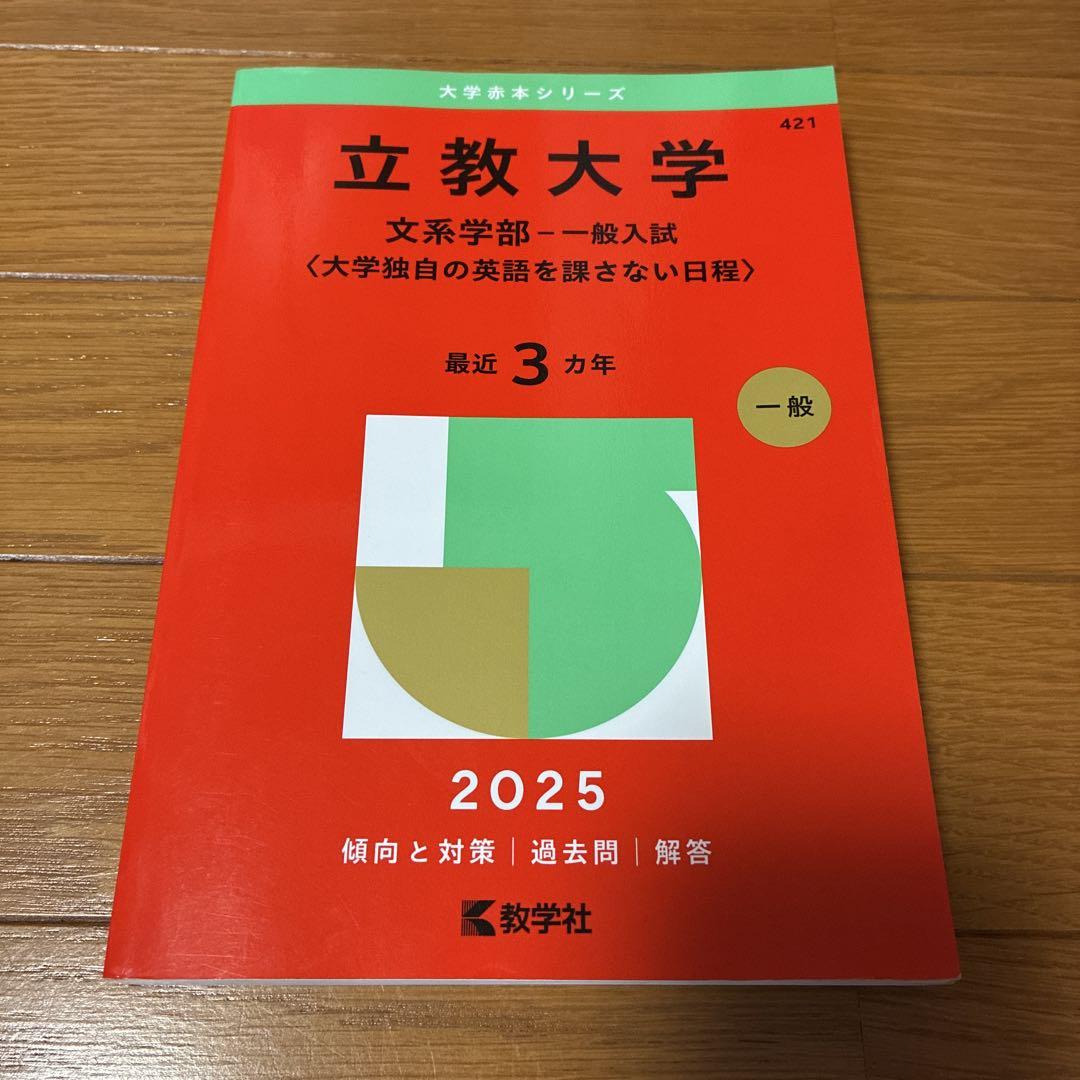 大学赤本シリーズ
421
立教大学
文系学部－一般入試
〈大学独自の英語を課さない日程〉
最近3カ年
一般
2025
傾向と対策｜過去問｜解答
教学社